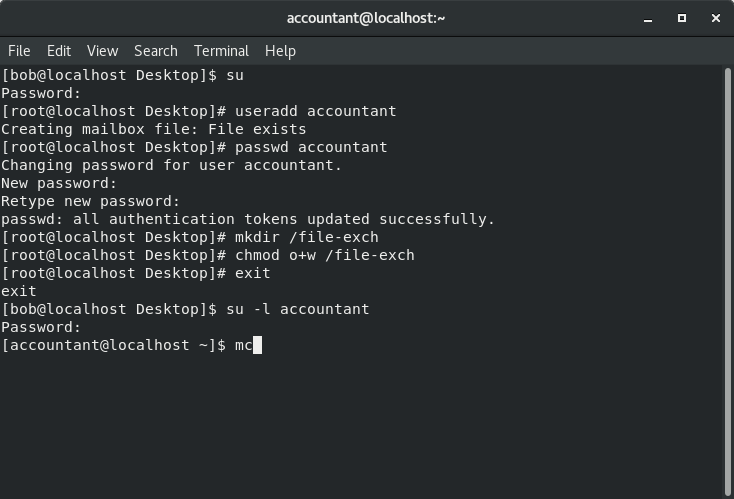 accountant@localhost:~
File Edit View Search Terminal Help
[bob@localhost Desktop]$ su
Password:
[root@localhost Desktop]# useradd accountant
Creating mailbox file: File exists
[root@localhost Desktop]# passwd accountant
Changing password for user accountant.
New password:
Retype new password:
passwd: all authentication tokens updated successfully.
[root@localhost Desktop]# mkdir /file-exch
[root@localhost Desktop]# chmod o+w /file-exch
[root@localhost Desktop]# exit
exit
[bob@localhost Desktop]$ su -l accountant
Password:
[accountant@localhost ~]$ mc